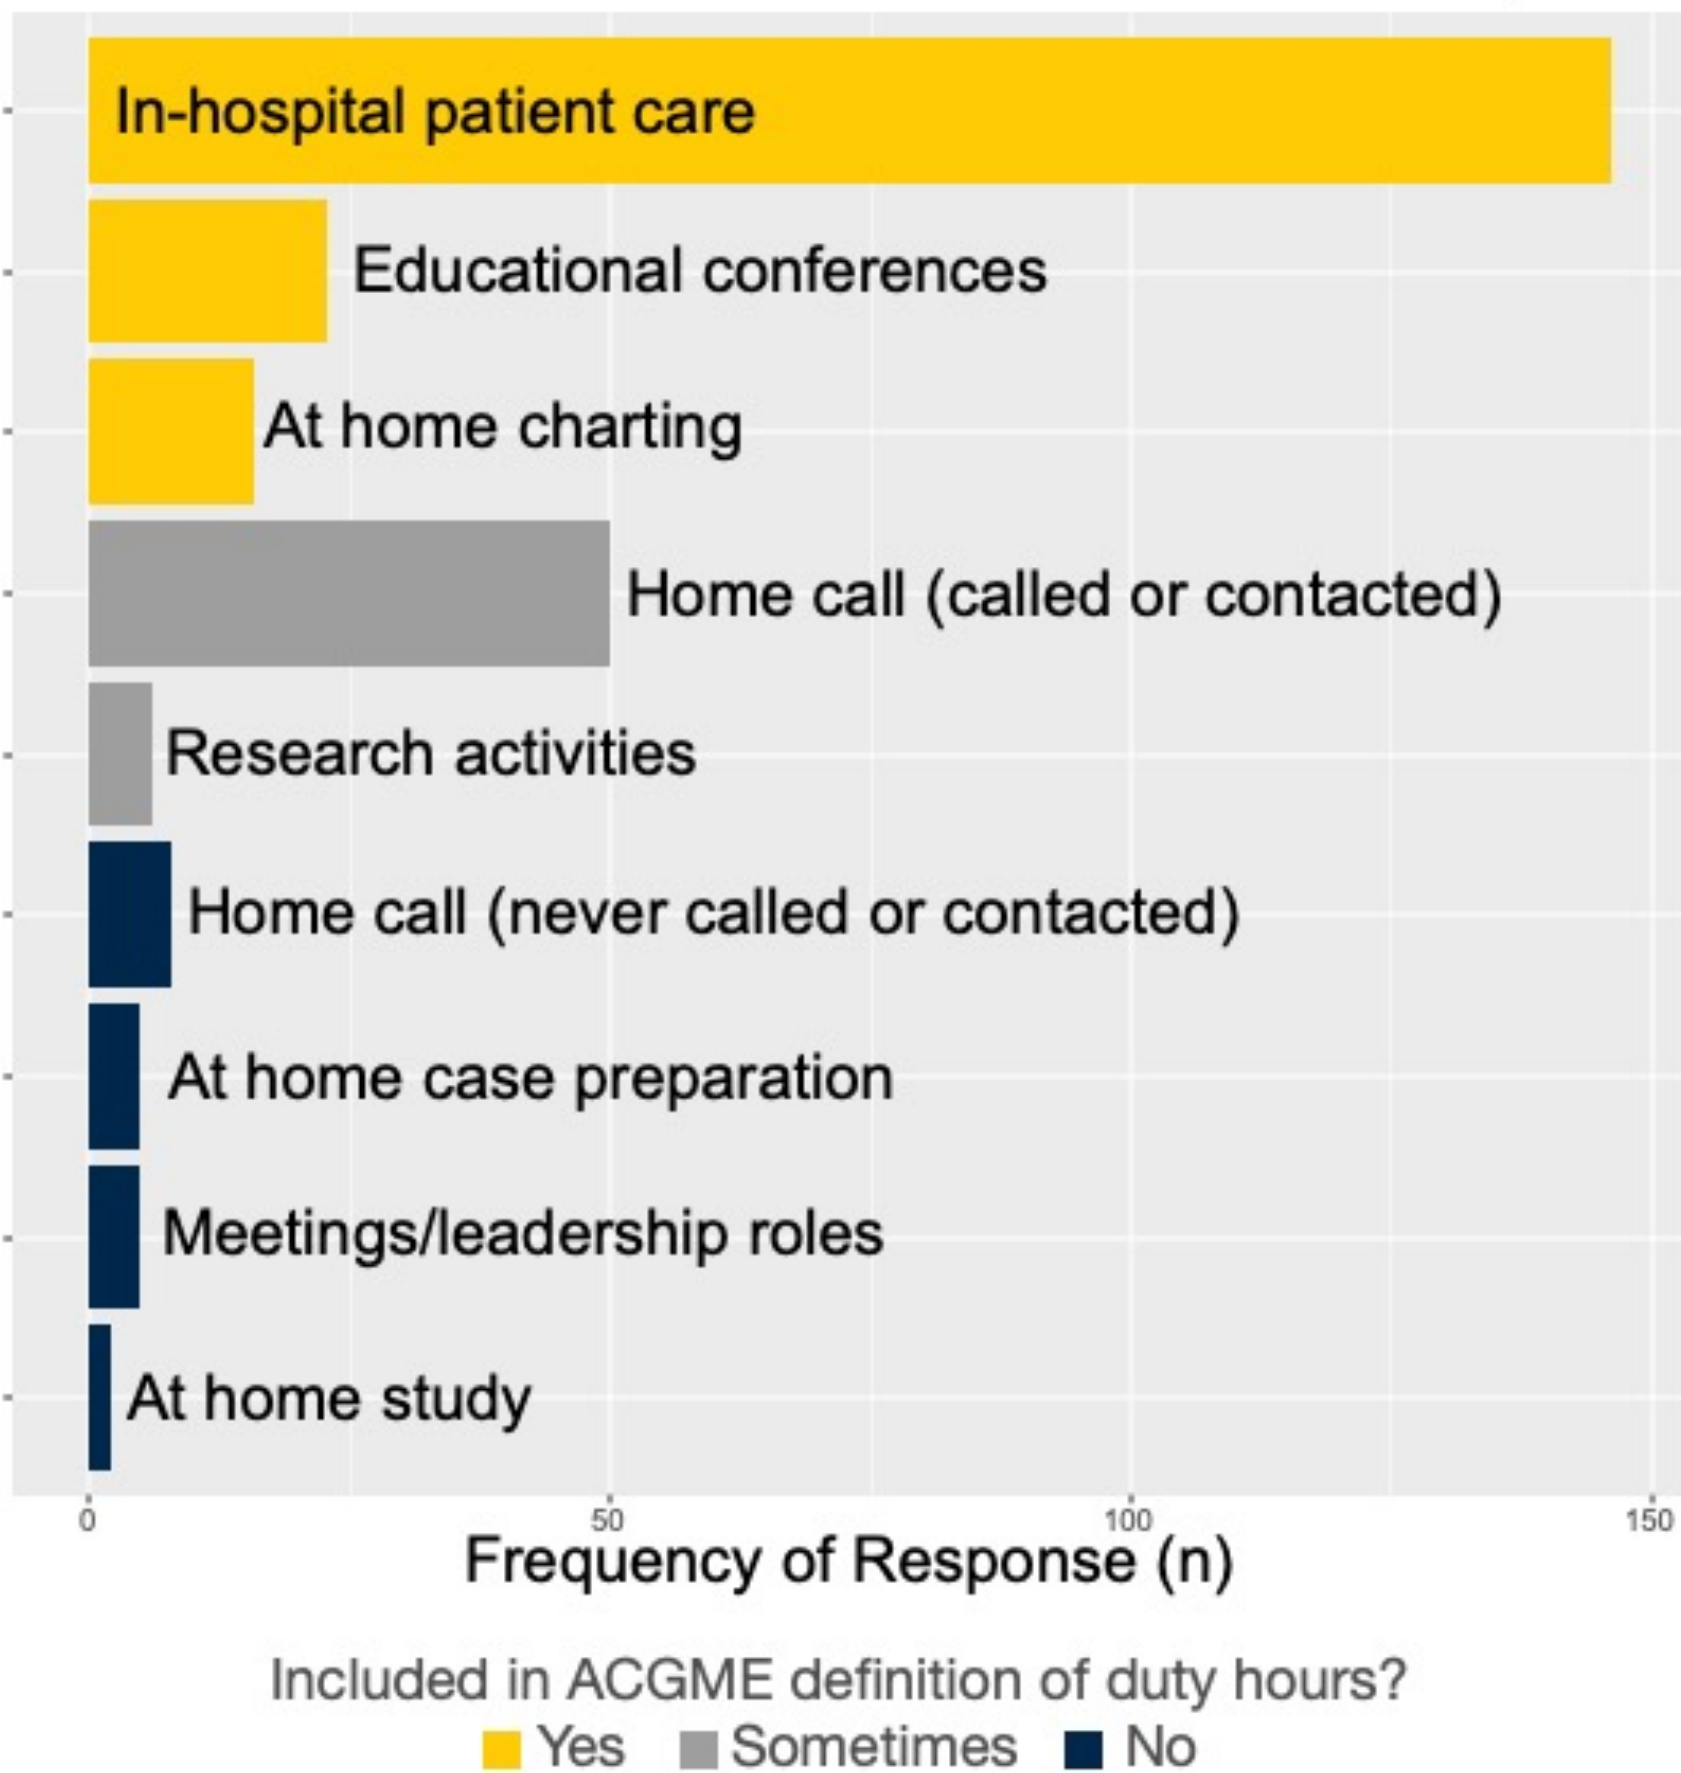 In-hospital patient care
Educational conferences
At home charting
Home call (called or contacted)
Research activities
Home call (never called or contacted)
At home case preparation
Meetings/leadership roles
At home study
0 50 100 150
Frequency of Response (n)
Included in ACGME definition of duty hours?
Yes Sometimes No